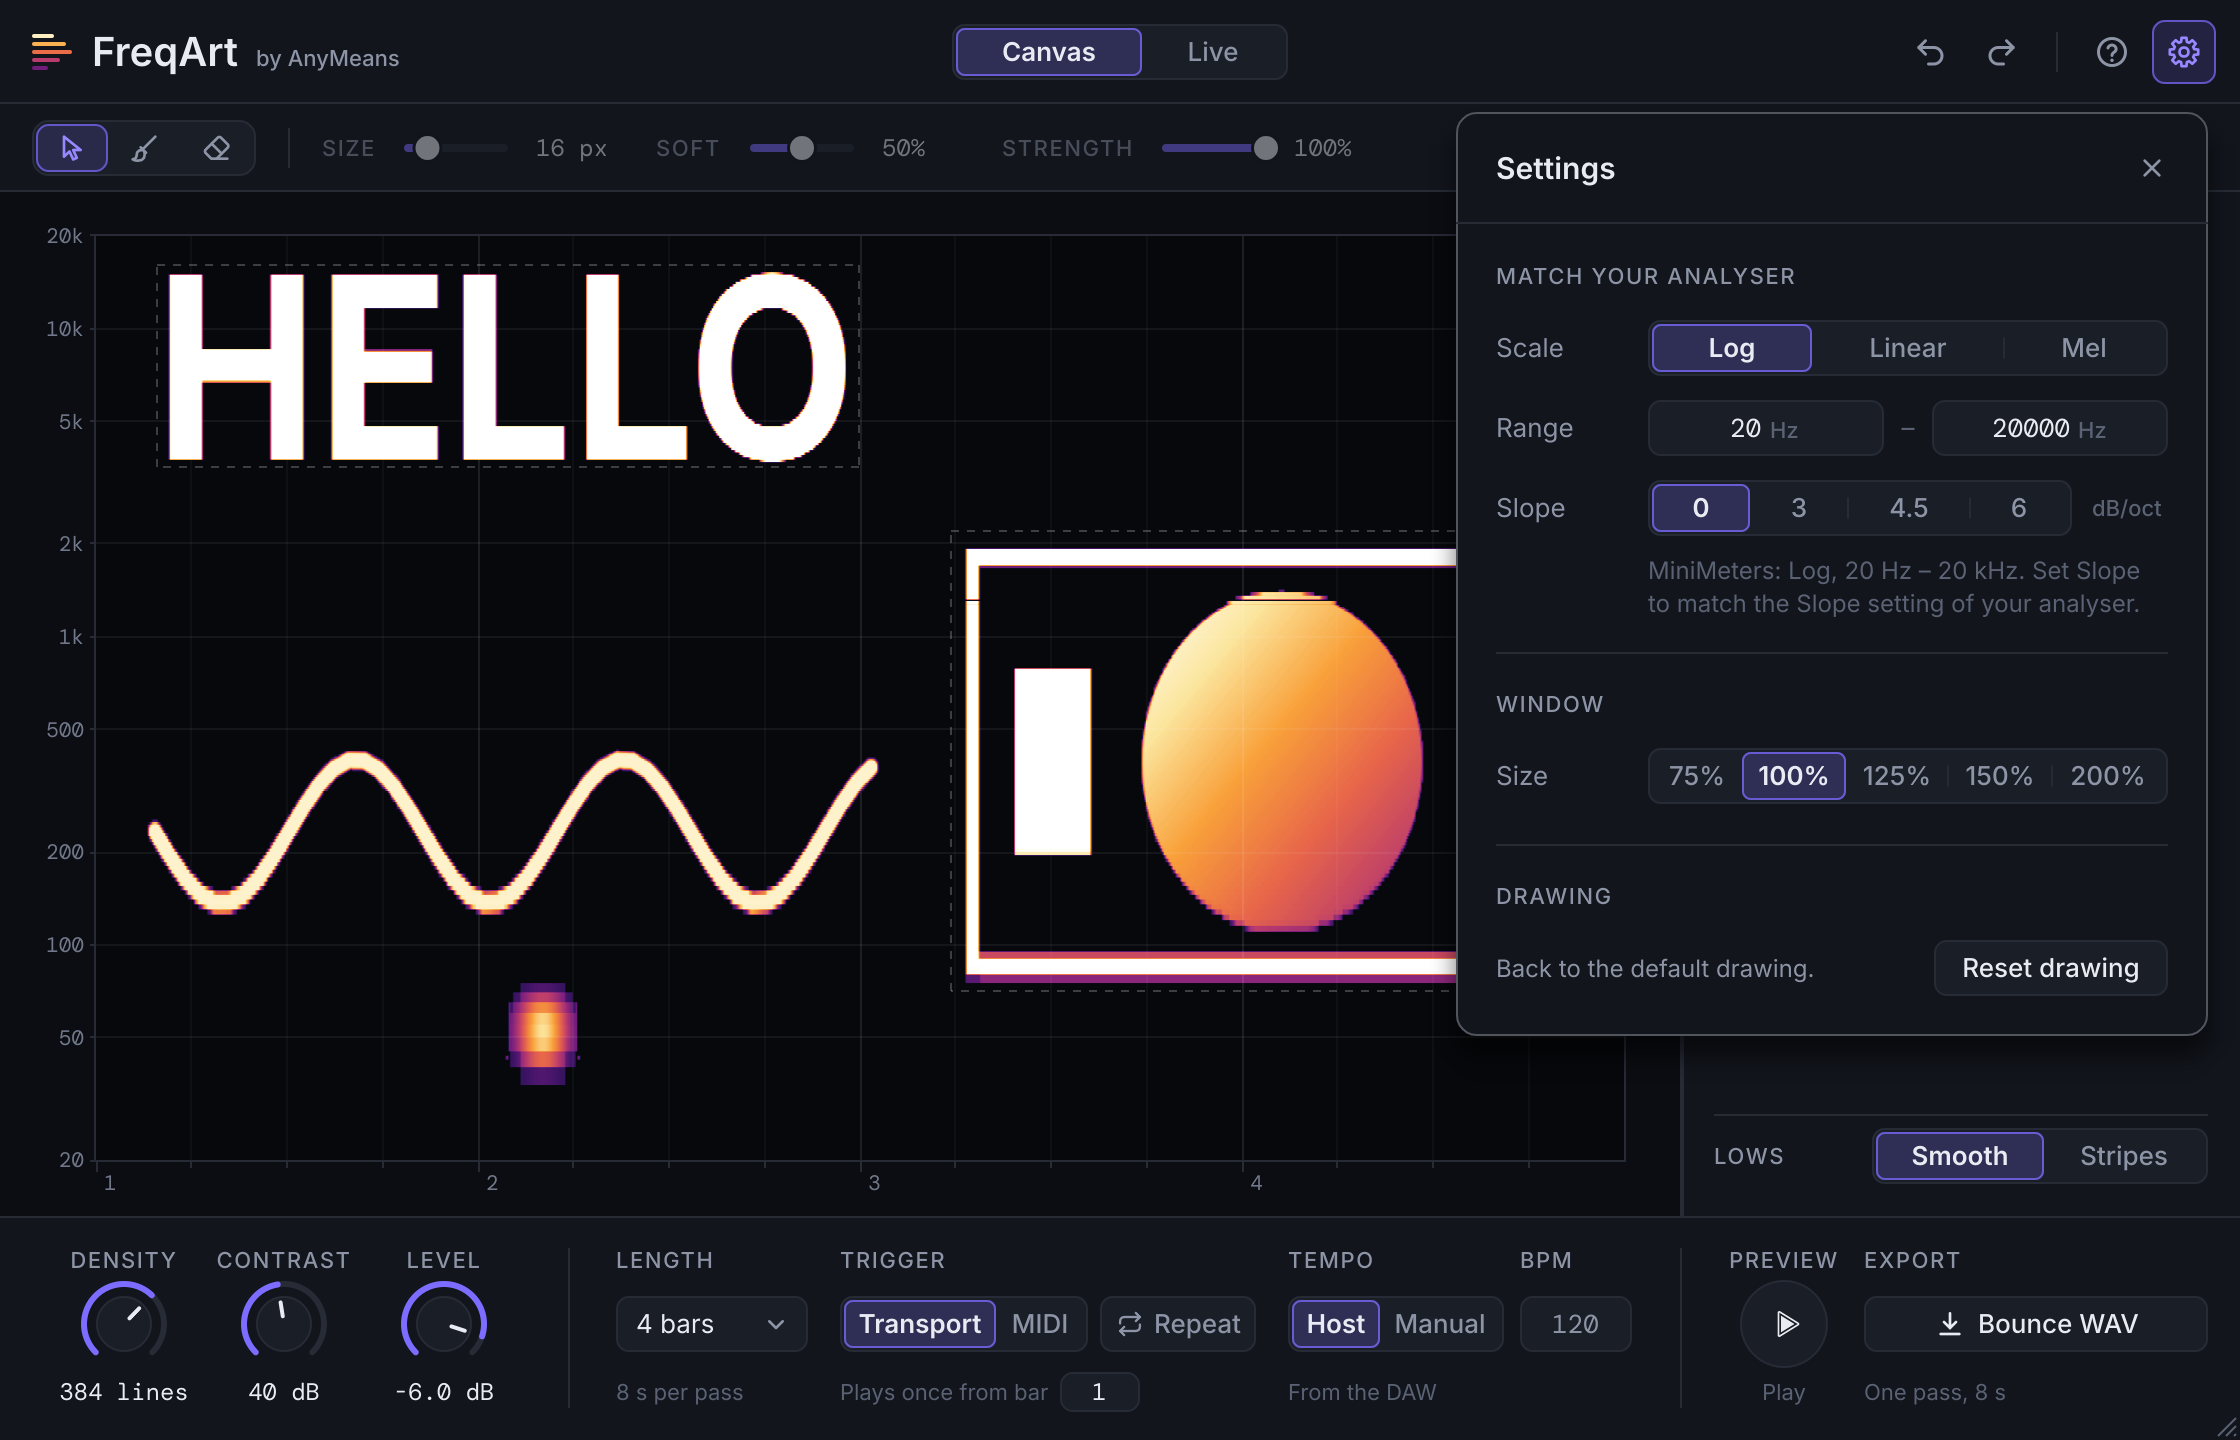 FreqArt by AnyMeans
Canvas Live
SIZE 16 px SOFT 50% STRENGTH 100%
Settings
MATCH YOUR ANALYSER
Scale Log Linear Mel
Range 20 Hz – 20000 Hz
Slope 0 3 4.5 6 dB/oct
MiniMeters: Log, 20 Hz – 20 kHz. Set Slope
to match the Slope setting of your analyser.
WINDOW
Size 75% 100% 125% 150% 200%
DRAWING
Back to the default drawing. Reset drawing
20k
10k
5k
2k
1k
500
200
100
50
20
HELLO
1 2 3 4
LOWS Smooth Stripes
DENSITY CONTRAST LEVEL LENGTH TRIGGER TEMPO BPM PREVIEW EXPORT
4 bars Transport MIDI Repeat Host Manual 120 Bounce WAV
384 lines 40 dB -6.0 dB 8 s per pass Plays once from bar 1 From the DAW Play One pass, 8 s